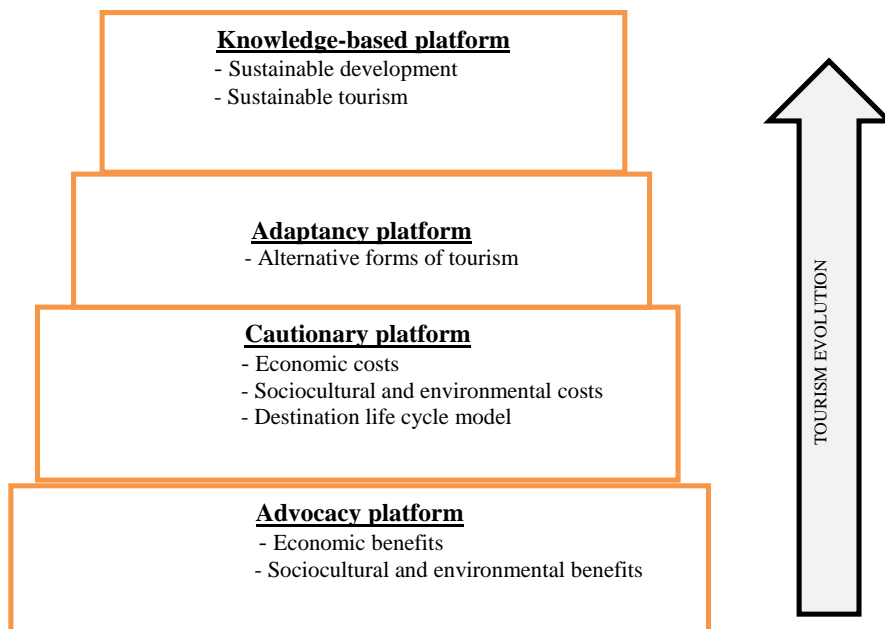 Knowledge-based platform
- Sustainable development
- Sustainable tourism
Adaptancy platform
- Alternative forms of tourism
Cautionary platform
- Economic costs
- Sociocultural and environmental costs
- Destination life cycle model
Advocacy platform
- Economic benefits
- Sociocultural and environmental benefits
TOURISM EVOLUTION